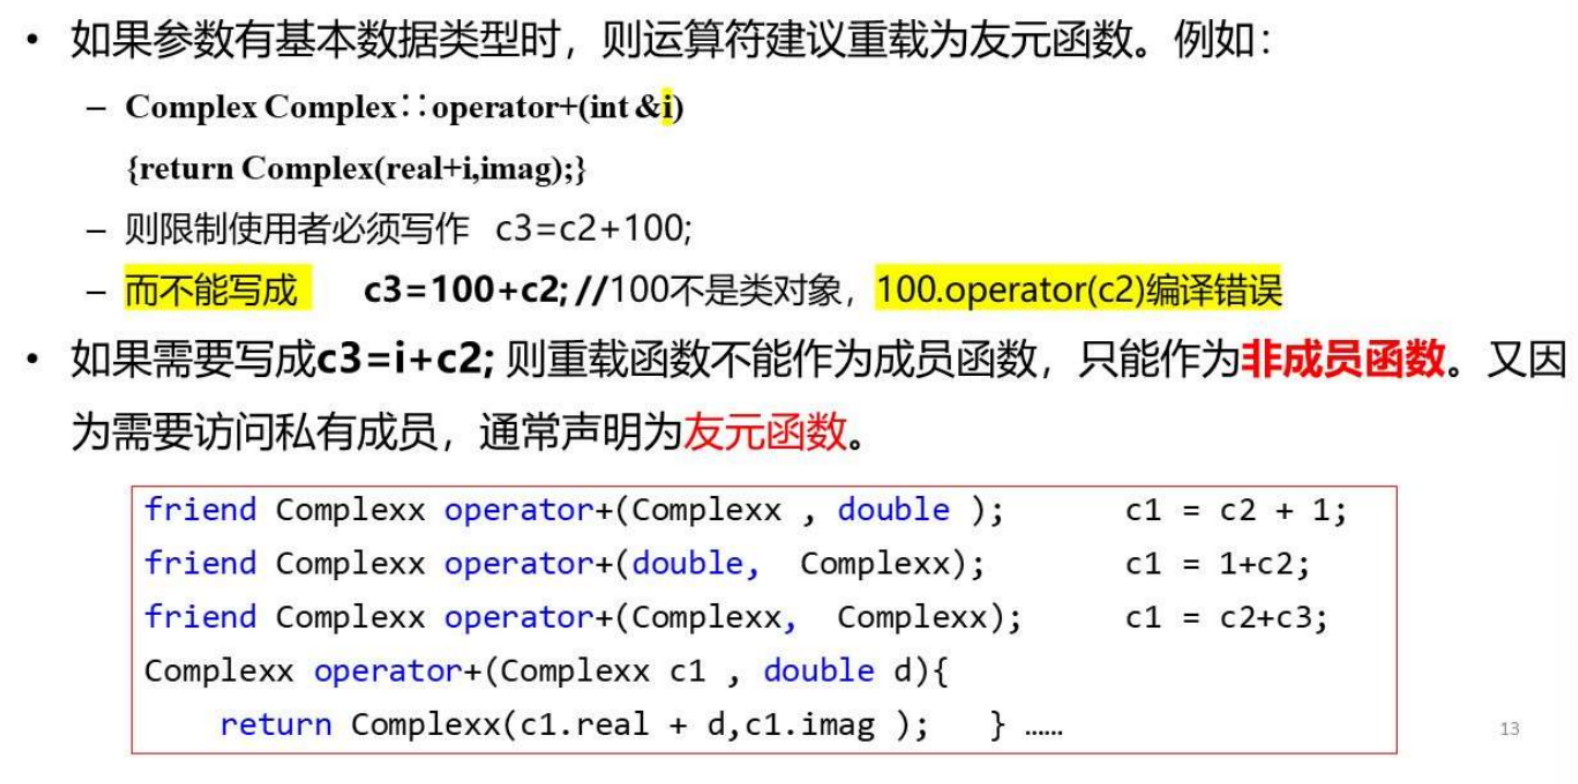 • 如果参数有基本数据类型时，则运算符建议重载为友元函数。例如：
– Complex Complex∷operator+(int &i)
{return Complex(real+i,imag);}
– 则限制使用者必须写作 c3=c2+100;
– 而不能写成 c3=100+c2; //100不是类对象，100.operator(c2)编译错误
• 如果需要写成c3=i+c2; 则重载函数不能作为成员函数，只能作为非成员函数。又因
为需要访问私有成员，通常声明为友元函数。
friend Complexx operator+(Complexx , double ); c1 = c2 + 1;
friend Complexx operator+(double, Complexx); c1 = 1+c2;
friend Complexx operator+(Complexx, Complexx); c1 = c2+c3;
Complexx operator+(Complexx c1 , double d){
return Complexx(c1.real + d,c1.imag ); } ……
13